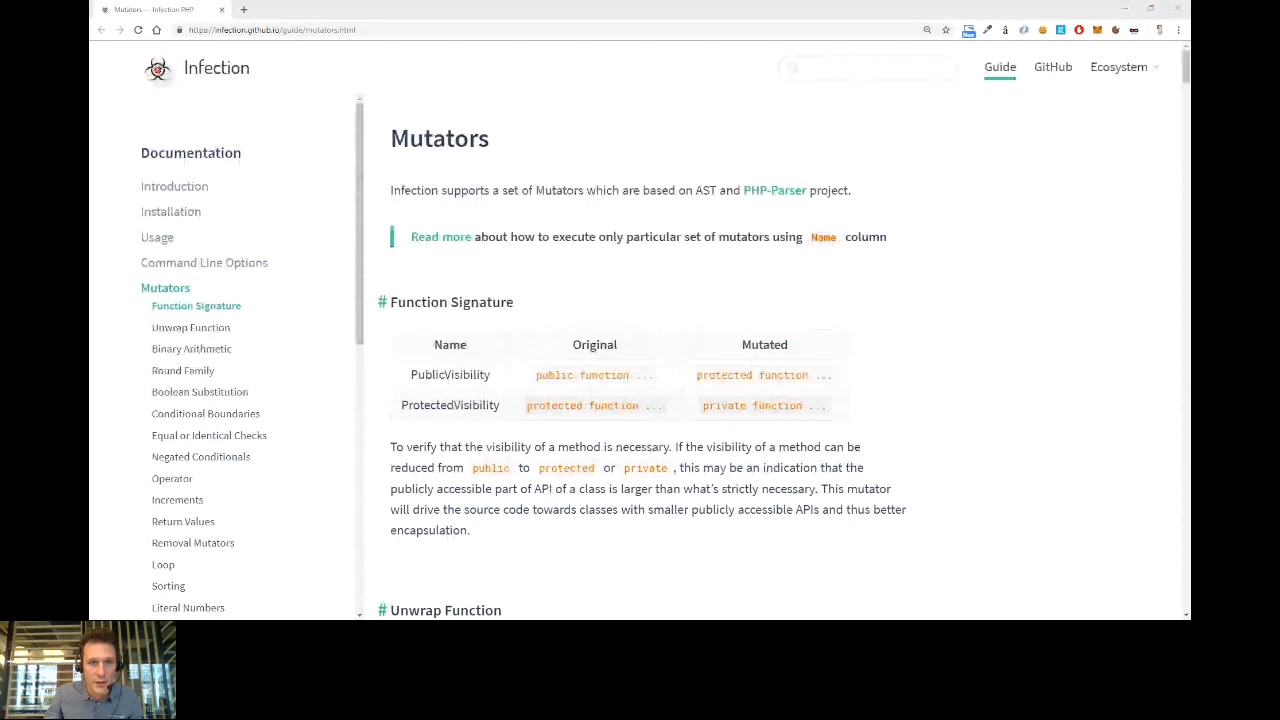 Mutators — Infection PHP
https://infection.github.io/guide/mutators.html
New
Infection
Guide
GitHub
Ecosystem
Documentation
Introduction
Installation
Usage
Command Line Options
Mutators
Function Signature
Unwrap Function
Binary Arithmetic
Round Family
Boolean Substitution
Conditional Boundaries
Equal or Identical Checks
Negated Conditionals
Operator
Increments
Return Values
Removal Mutators
Loop
Sorting
Literal Numbers
Mutators
Infection supports a set of Mutators which are based on AST and PHP-Parser project.
Read more about how to execute only particular set of mutators using Name column
# Function Signature
Name Original Mutated
PublicVisibility public function ... protected function ...
ProtectedVisibility protected function ... private function ...
To verify that the visibility of a method is necessary. If the visibility of a method can be
reduced from public to protected or private , this may be an indication that the
publicly accessible part of API of a class is larger than what’s strictly necessary. This mutator
will drive the source code towards classes with smaller publicly accessible APIs and thus better
encapsulation.
# Unwrap Function